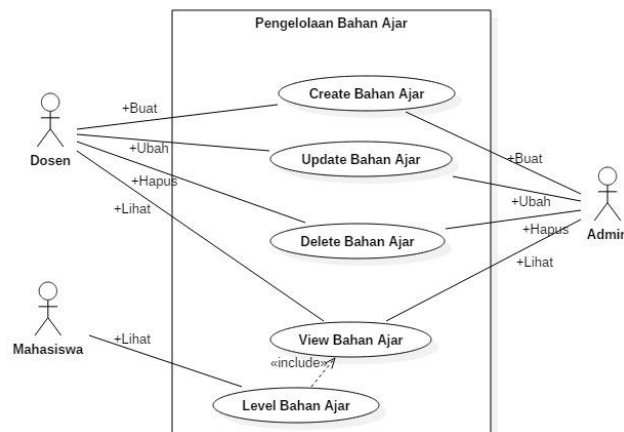 Pengelolaan Bahan Ajar
Create Bahan Ajar
+Buat
+Buat
Dosen
+Ubah
Update Bahan Ajar
+Hapus
+Ubah
+Lihat
Delete Bahan Ajar
+Hapus
Admin
+Lihat
Mahasiswa
+Lihat
View Bahan Ajar
«include»
Level Bahan Ajar